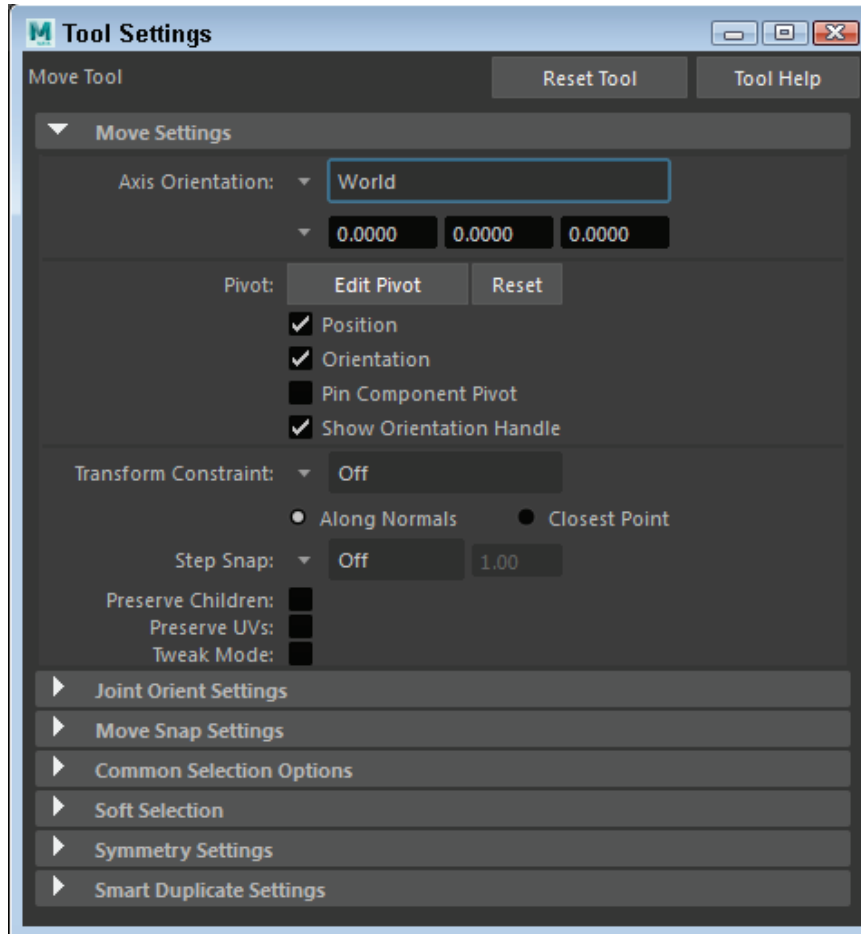 Tool Settings
Move Tool Reset Tool Tool Help
Move Settings
Axis Orientation: World
0.0000 0.0000 0.0000
Pivot: Edit Pivot Reset
Position
Orientation
Pin Component Pivot
Show Orientation Handle
Transform Constraint: Off
Along Normals Closest Point
Step Snap: Off 1.00
Preserve Children:
Preserve UVs:
Tweak Mode:
Joint Orient Settings
Move Snap Settings
Common Selection Options
Soft Selection
Symmetry Settings
Smart Duplicate Settings